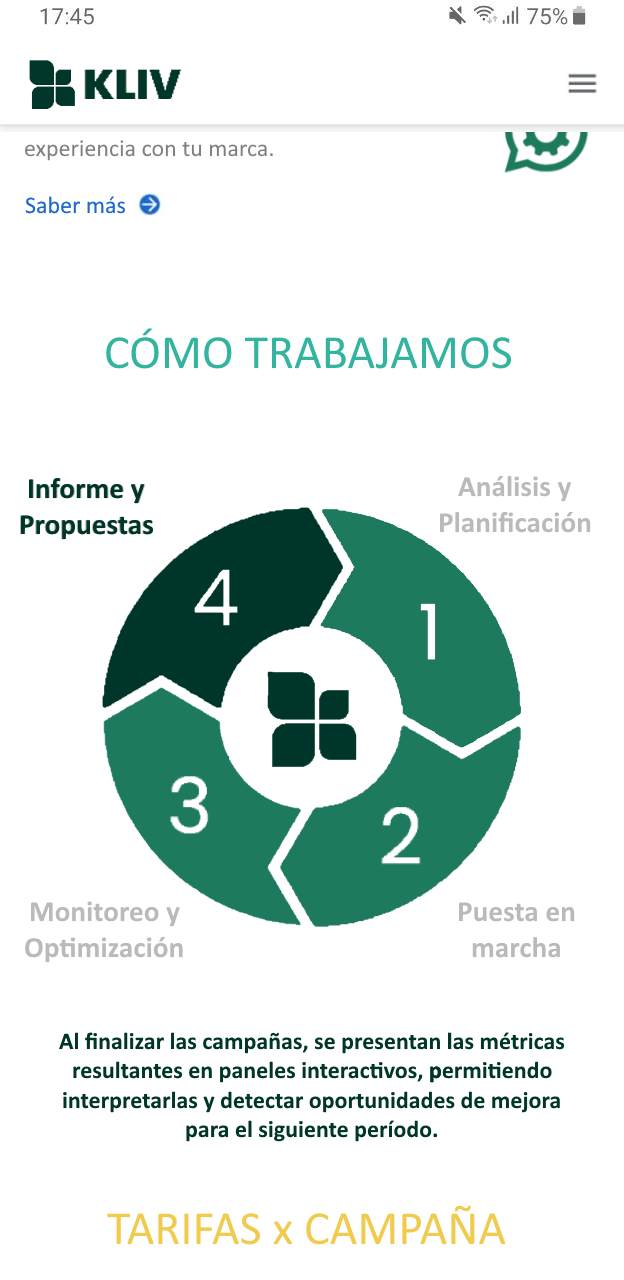 17:45
75%
KLIV
experiencia con tu marca.
Saber más
CÓMO TRABAJAMOS
Informe y
Propuestas
Análisis y
Planificación
4
1
3
2
Monitoreo y
Optimización
Puesta en
marcha
Al finalizar las campañas, se presentan las métricas
resultantes en paneles interactivos, permitiendo
interpretarlas y detectar oportunidades de mejora
para el siguiente período.
TARIFAS x CAMPAÑA